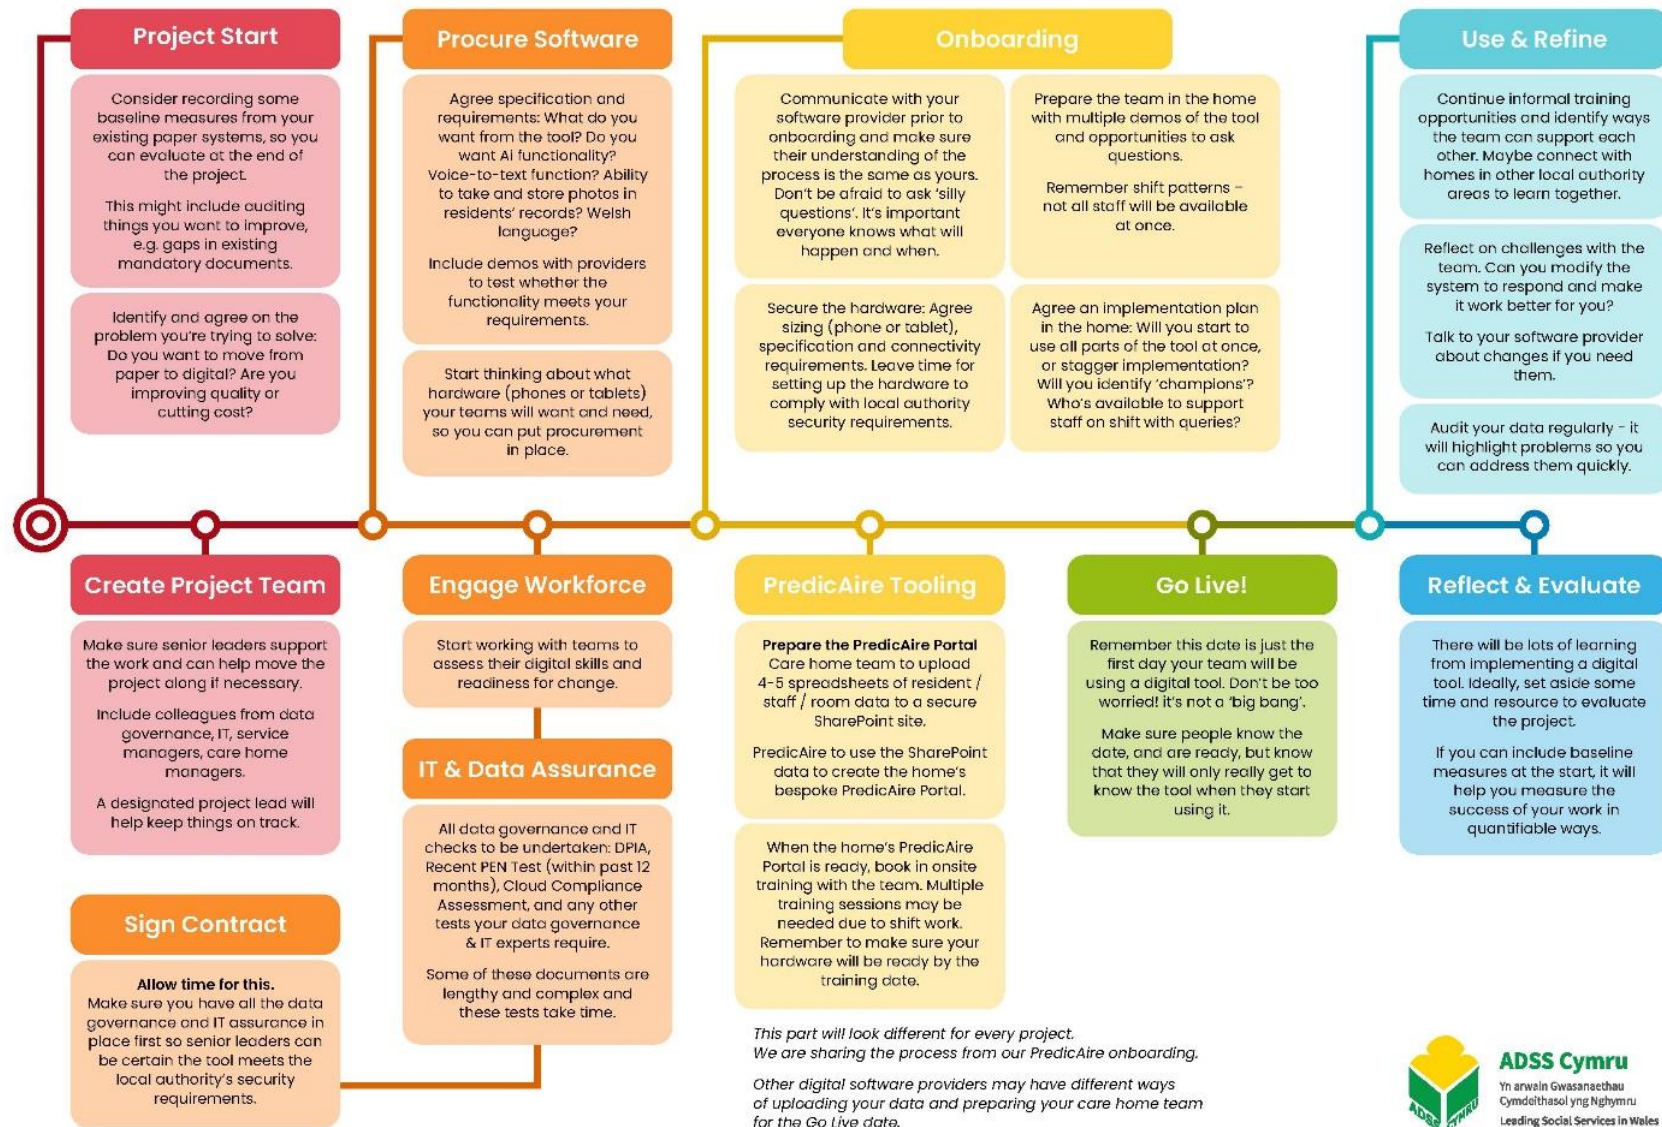 Project Start
Consider recording some
baseline measures from your
existing paper systems, so you
can evaluate at the end of
the project.
This might include auditing
things you want to improve,
e.g. gaps in existing
mandatory documents.
Identify and agree on the
problem you're trying to solve:
Do you want to move from
paper to digital? Are you
improving quality or
cutting cost?
Create Project Team
Make sure senior leaders support
the work and can help move the
project along if necessary.
Include colleagues from data
governance, IT, service
managers, care home
managers.
A designated project lead will
help keep things on track.
Procure Software
Agree specification and
requirements: What do you
want from the tool? Do you
want Ai functionality?
Voice-to-text function? Ability
to take and store photos in
residents' records? Welsh
language?
Include demos with providers
to test whether the
functionality meets your
requirements.
Start thinking about what
hardware (phones or tablets)
your teams will want and need,
so you can put procurement
in place.
Engage Workforce
Start working with teams to
assess their digital skills and
readiness for change.
IT & Data Assurance
All data governance and IT
checks to be undertaken: DPIA,
Recent PEN Test (within past 12
months), Cloud Compliance
Assessment, and any other
tests your data governance
& IT experts require.
Some of these documents are
lengthy and complex and
these tests take time.
Sign Contract
Allow time for this.
Make sure you have all the data
governance and IT assurance in
place first so senior leaders can
be certain the tool meets the
local authority's security
requirements.
Onboarding
Communicate with your
software provider prior to
onboarding and make sure
their understanding of the
process is the same as yours.
Don't be afraid to ask 'silly
questions'. It's important
everyone knows what will
happen and when.
Prepare the team in the home
with multiple demos of the tool
and opportunities to ask
questions.
Remember shift patterns –
not all staff will be available
at once.
Secure the hardware: Agree
sizing (phone or tablet),
specification and connectivity
requirements. Leave time for
setting up the hardware to
comply with local authority
security requirements.
Agree an implementation plan
in the home: Will you start to
use all parts of the tool at once,
or stagger implementation?
Will you identify 'champions'?
Who's available to support
staff on shift with queries?
PredicAire Tooling
Prepare the PredicAire Portal
Care home team to upload
4-5 spreadsheets of resident /
staff / room data to a secure
SharePoint site.
PredicAire to use the SharePoint
data to create the home's
bespoke PredicAire Portal.
When the home's PredicAire
Portal is ready, book in onsite
training with the team. Multiple
training sessions may be
needed due to shift work.
Remember to make sure your
hardware will be ready by the
training date.
This part will look different for every project.
We are sharing the process from our PredicAire onboarding.
Other digital software providers may have different ways
of uploading your data and preparing your care home team
for the Go Live date.
Go Live!
Remember this date is just the
first day your team will be
using a digital tool. Don't be too
worried! it's not a 'big bang'.
Make sure people know the
date, and are ready, but know
that they will only really get to
know the tool when they start
using it.
Use & Refine
Continue informal training
opportunities and identify ways
the team can support each
other. Maybe connect with
homes in other local authority
areas to learn together.
Reflect on challenges with the
team. Can you modify the
system to respond and make
it work better for you?
Talk to your software provider
about changes if you need
them.
Audit your data regularly - it
will highlight problems so you
can address them quickly.
Reflect & Evaluate
There will be lots of learning
from implementing a digital
tool. Ideally, set aside some
time and resource to evaluate
the project.
If you can include baseline
measures at the start, it will
help you measure the
success of your work in
quantifiable ways.
ADSS CYMRU
ADSS Cymru
Yn arwain Gwasanaethau
Cymdeithasol yng Nghymru
Leading Social Services in Wales